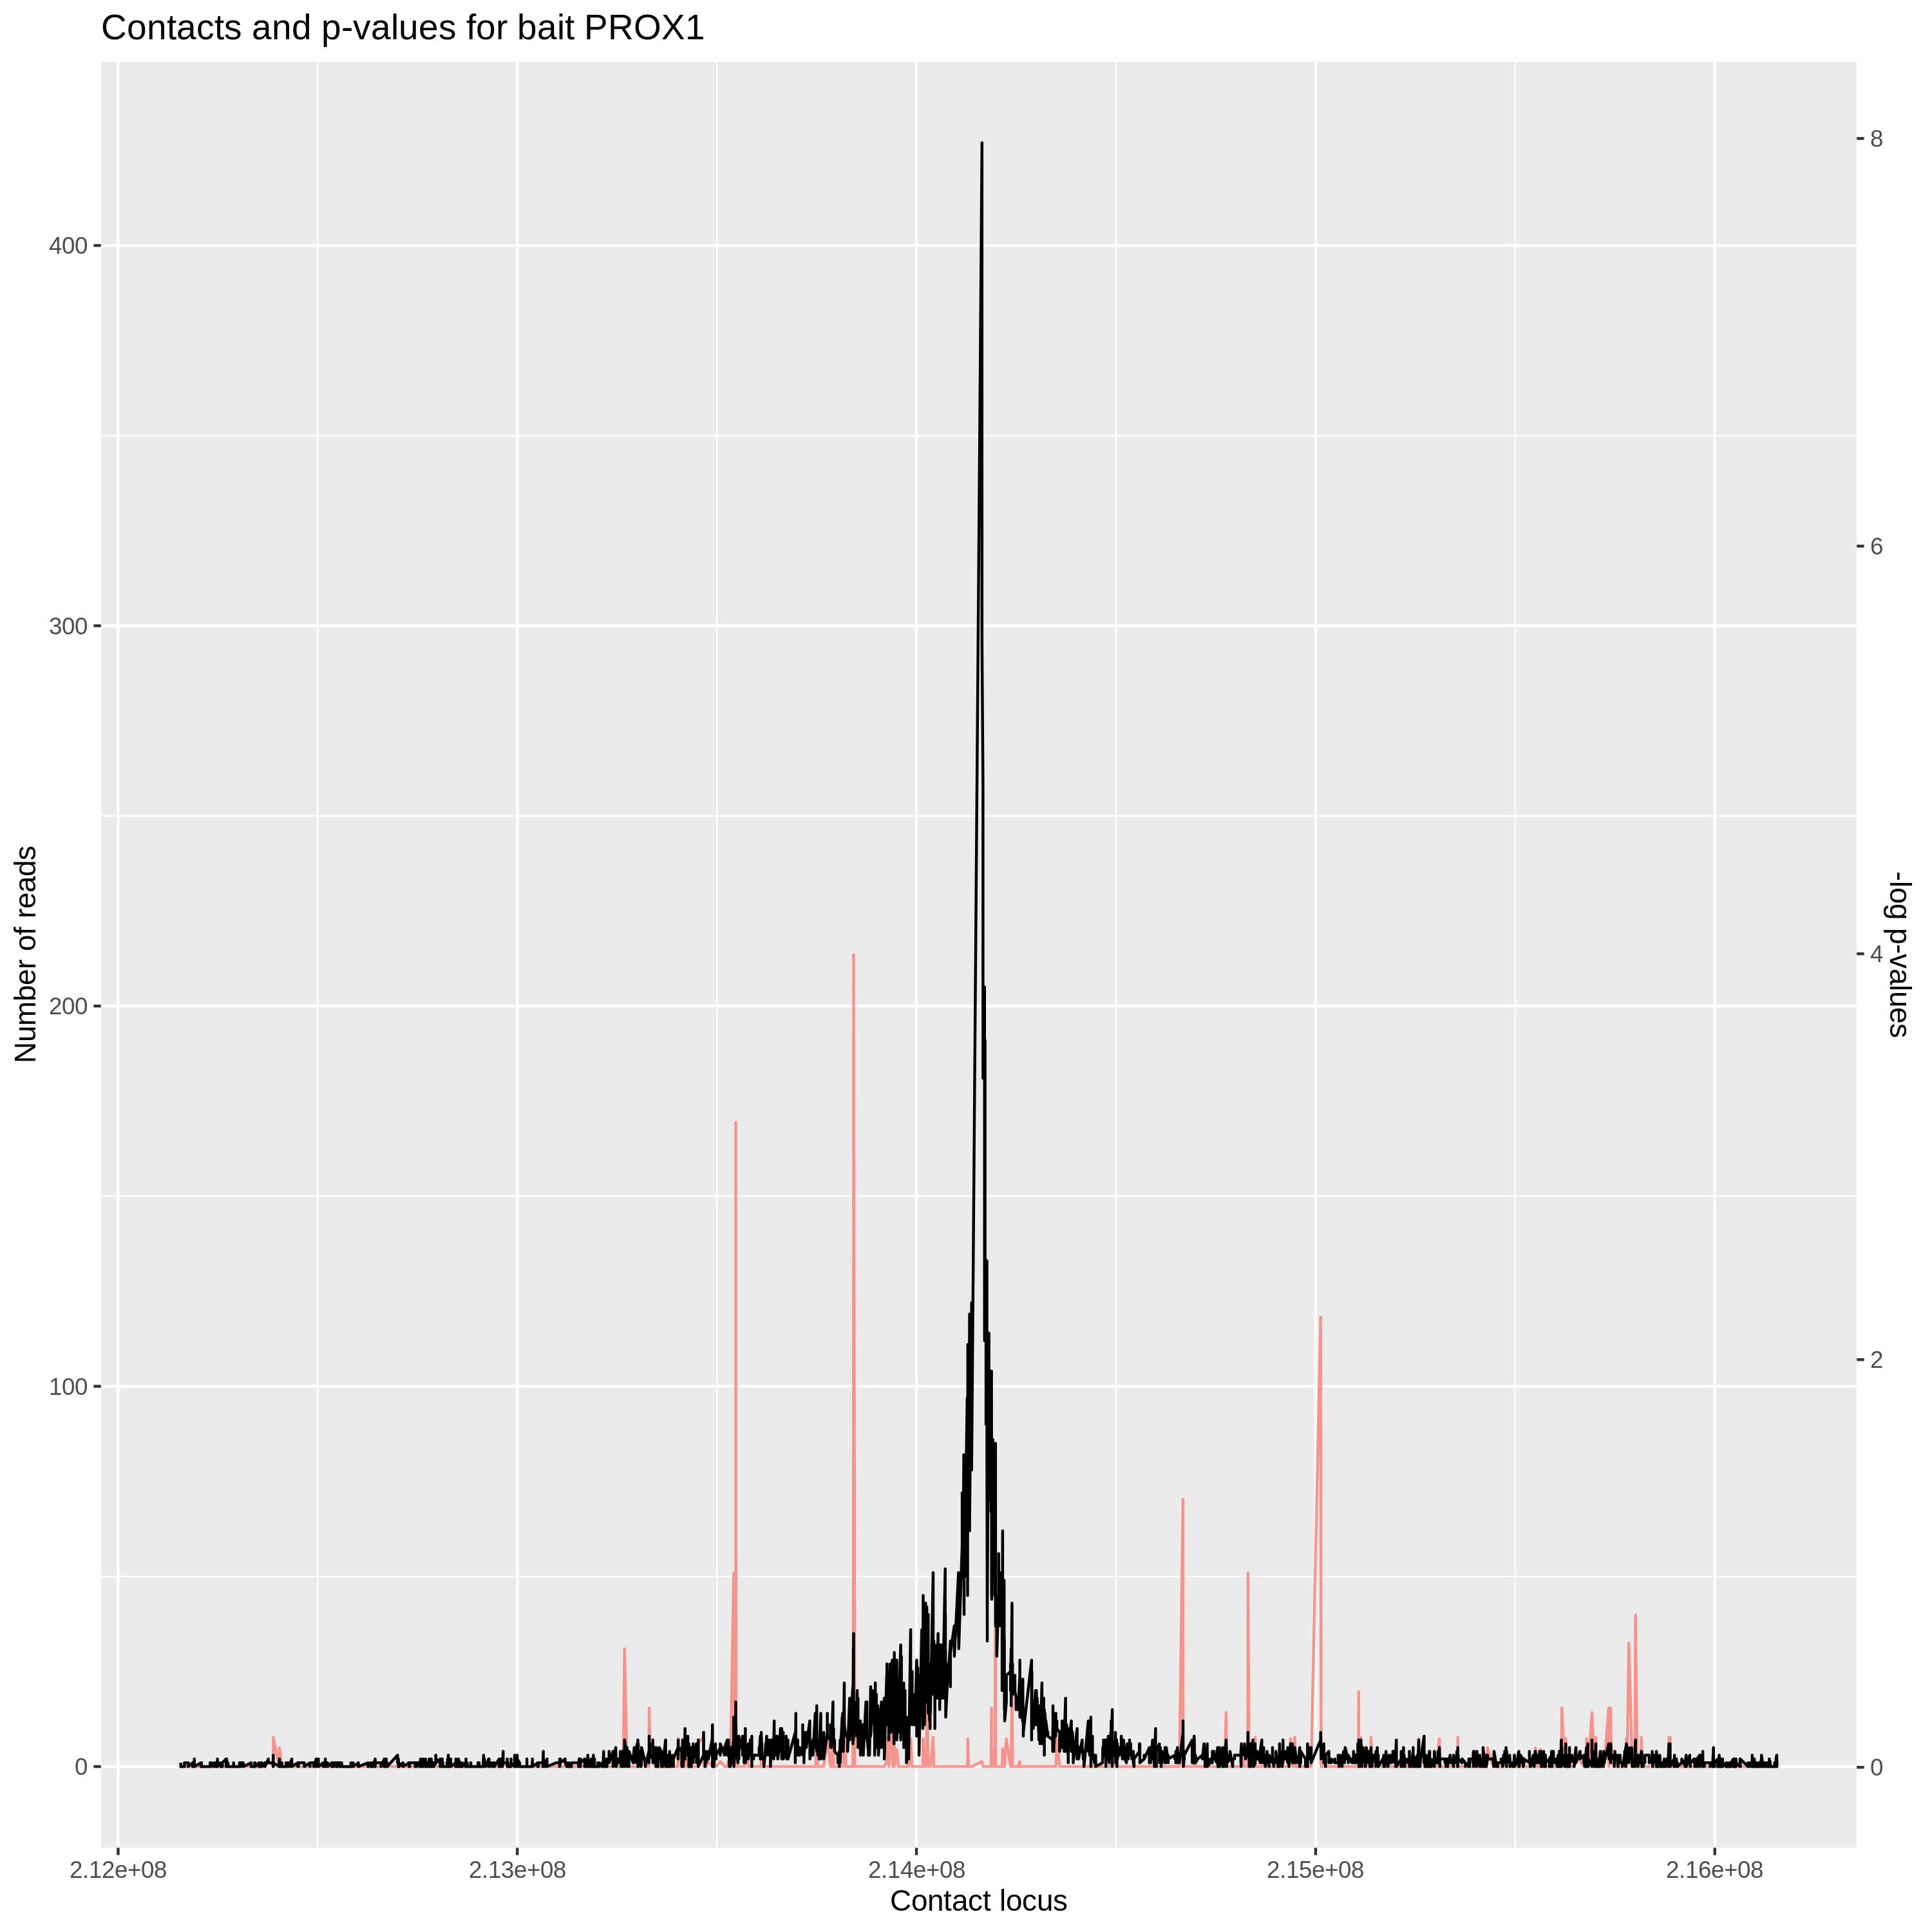 Contacts and p-values for bait PROX1
Number of reads
400
300
200
100
0
8
6
4
2
0
-log p-values
2.12e+08
2.13e+08
2.14e+08
2.15e+08
2.16e+08
Contact locus